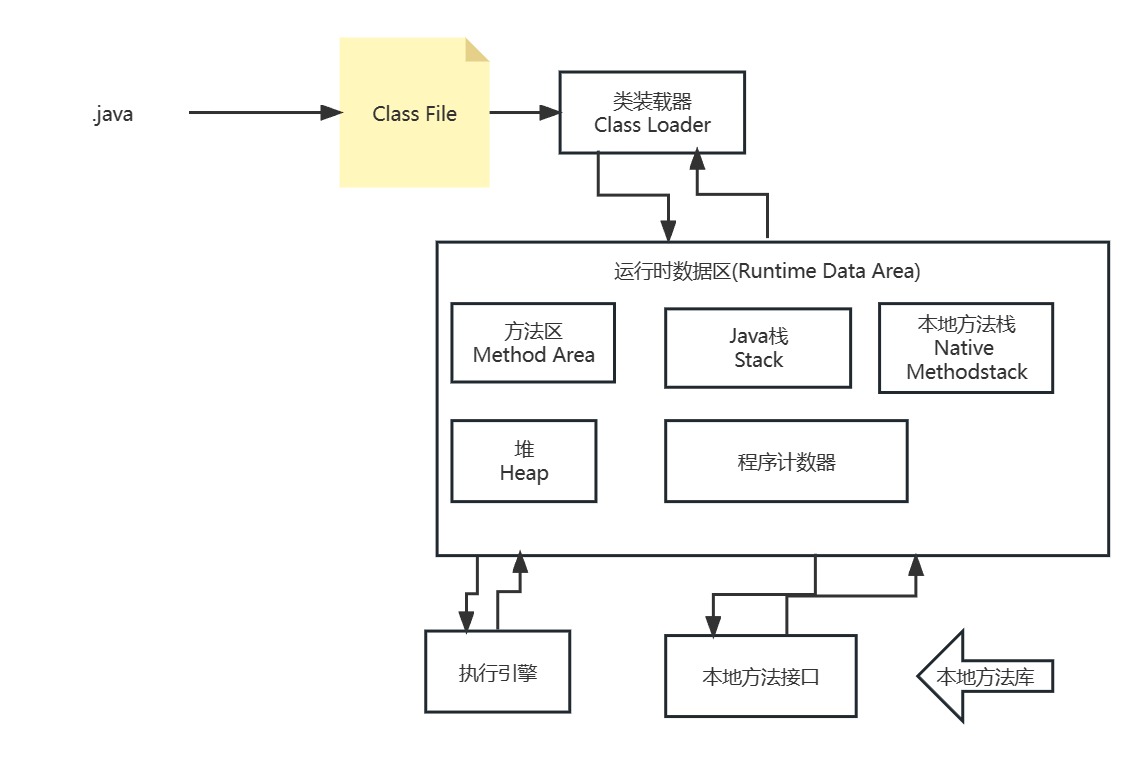 .java
Class File
类装载器
Class Loader
运行时数据区(Runtime Data Area)
方法区
Method Area
Java栈
Stack
本地方法栈
Native
Methodstack
堆
Heap
程序计数器
执行引擎
本地方法接口
本地方法库